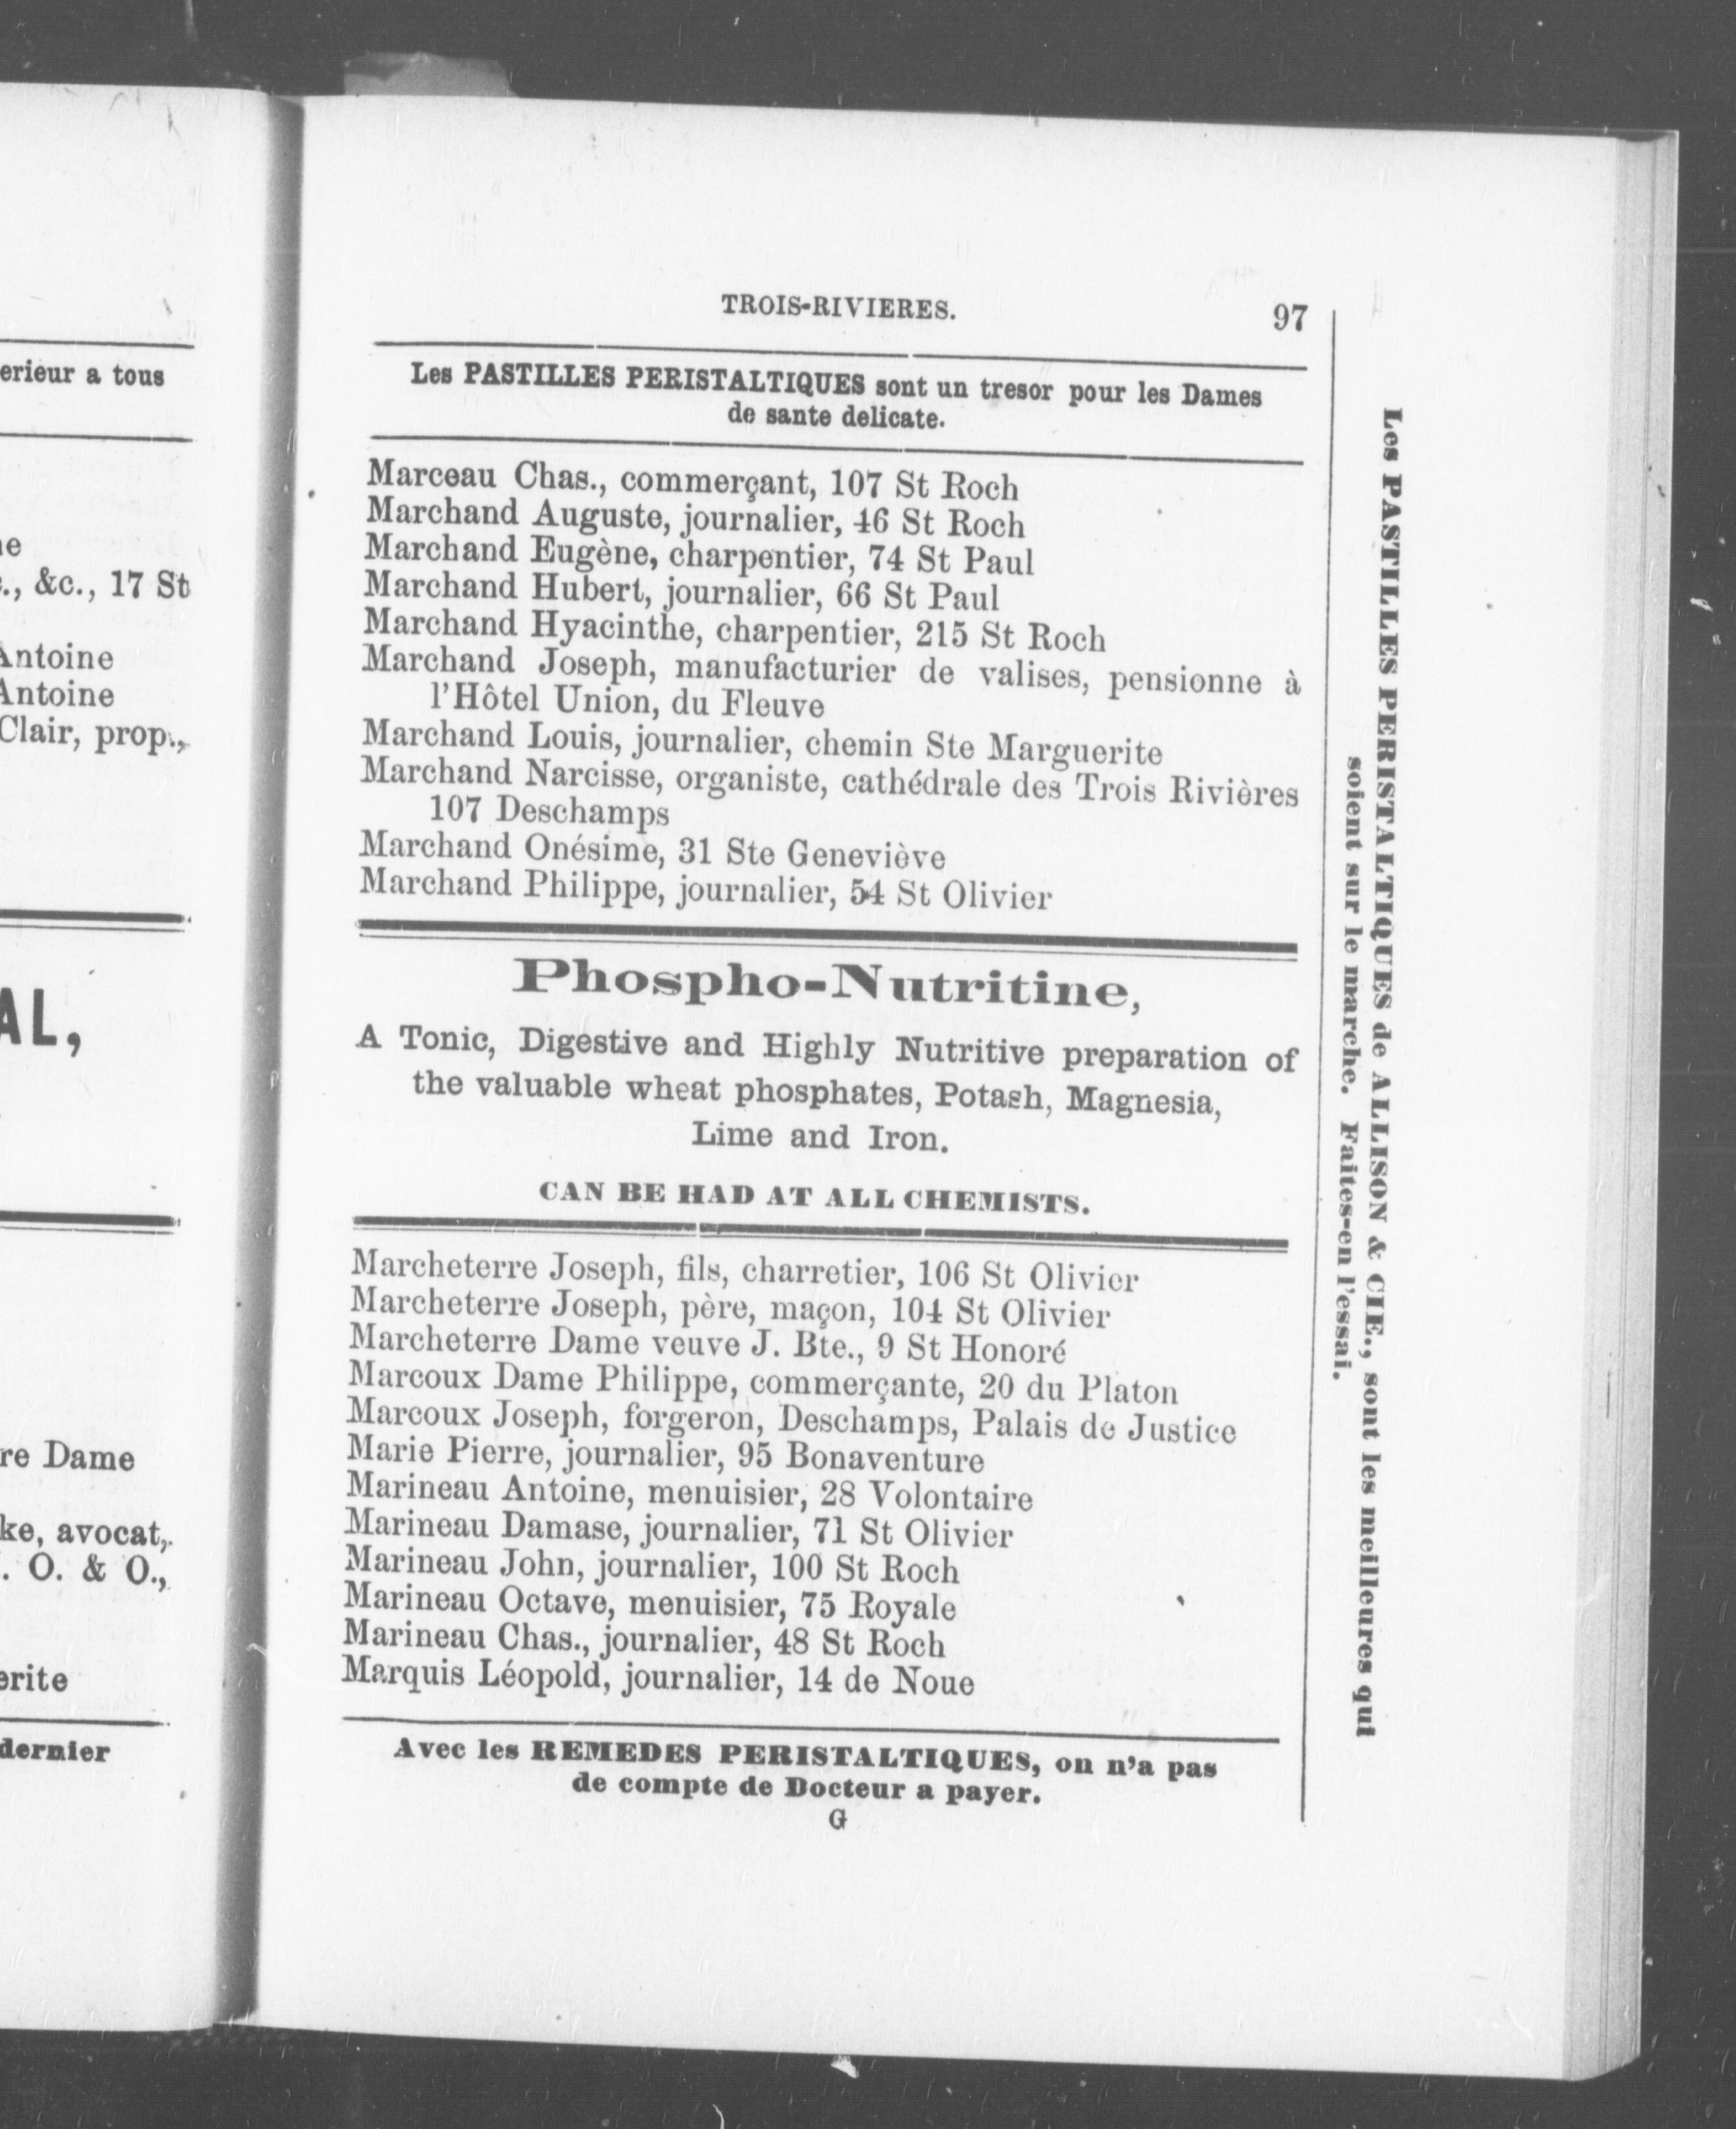 erieur a tous
&c., 17 St
Antoine
Antoine
Clair, prop.,
AL,
re Dame
ke, avocat,
O. & O.,
erite
dernier
TROIS-RIVIERES.
97
Les PASTILLES PERISTALTIQUES sont un tresor pour les Dames
de sante delicate.
Marceau Chas., commerçant, 107 St Roch
Marchand Auguste, journalier, 46 St Roch
Marchand Eugène, charpentier, 74 St Paul
Marchand Hubert, journalier, 66 St Paul
Marchand Hyacinthe, charpentier, 215 St Roch
Marchand Joseph, manufacturier de valises, pensionne à
l'Hôtel Union, du Fleuve
Marchand Louis, journalier, chemin Ste Marguerite
Marchand Narcisse, organiste, cathédrale des Trois Rivières
107 Deschamps
Marchand Onésime, 31 Ste Geneviève
Marchand Philippe, journalier, 54 St Olivier
Phospho-Nutritine,
A Tonic, Digestive and Highly Nutritive preparation of
the valuable wheat phosphates, Potash, Magnesia,
Lime and Iron.
CAN BE HAD AT ALL CHEMISTS.
Marcheterre Joseph, fils, charretier, 106 St Olivier
Marcheterre Joseph, père, maçon, 104 St Olivier
Marcheterre Dame veuve J. Bte., 9 St Honoré
Marcoux Dame Philippe, commerçante, 20 du Platon
Marcoux Joseph, forgeron, Deschamps, Palais de Justice
Marie Pierre, journalier, 95 Bonaventure
Marineau Antoine, menuisier, 28 Volontaire
Marineau Damase, journalier, 71 St Olivier
Marineau John, journalier, 100 St Roch
Marineau Octave, menuisier, 75 Royale
Marineau Chas., journalier, 48 St Roch
Marquis Léopold, journalier, 14 de Noue
Avec les REMEDES PERISTALTIQUES, on n'a pas
de compte de Docteur a payer.
G
Les PASTILLES PERISTALTIQUES de ALLISON & CIE., sont les meilleures qui
soient sur le marche. Faites-en l'essai.